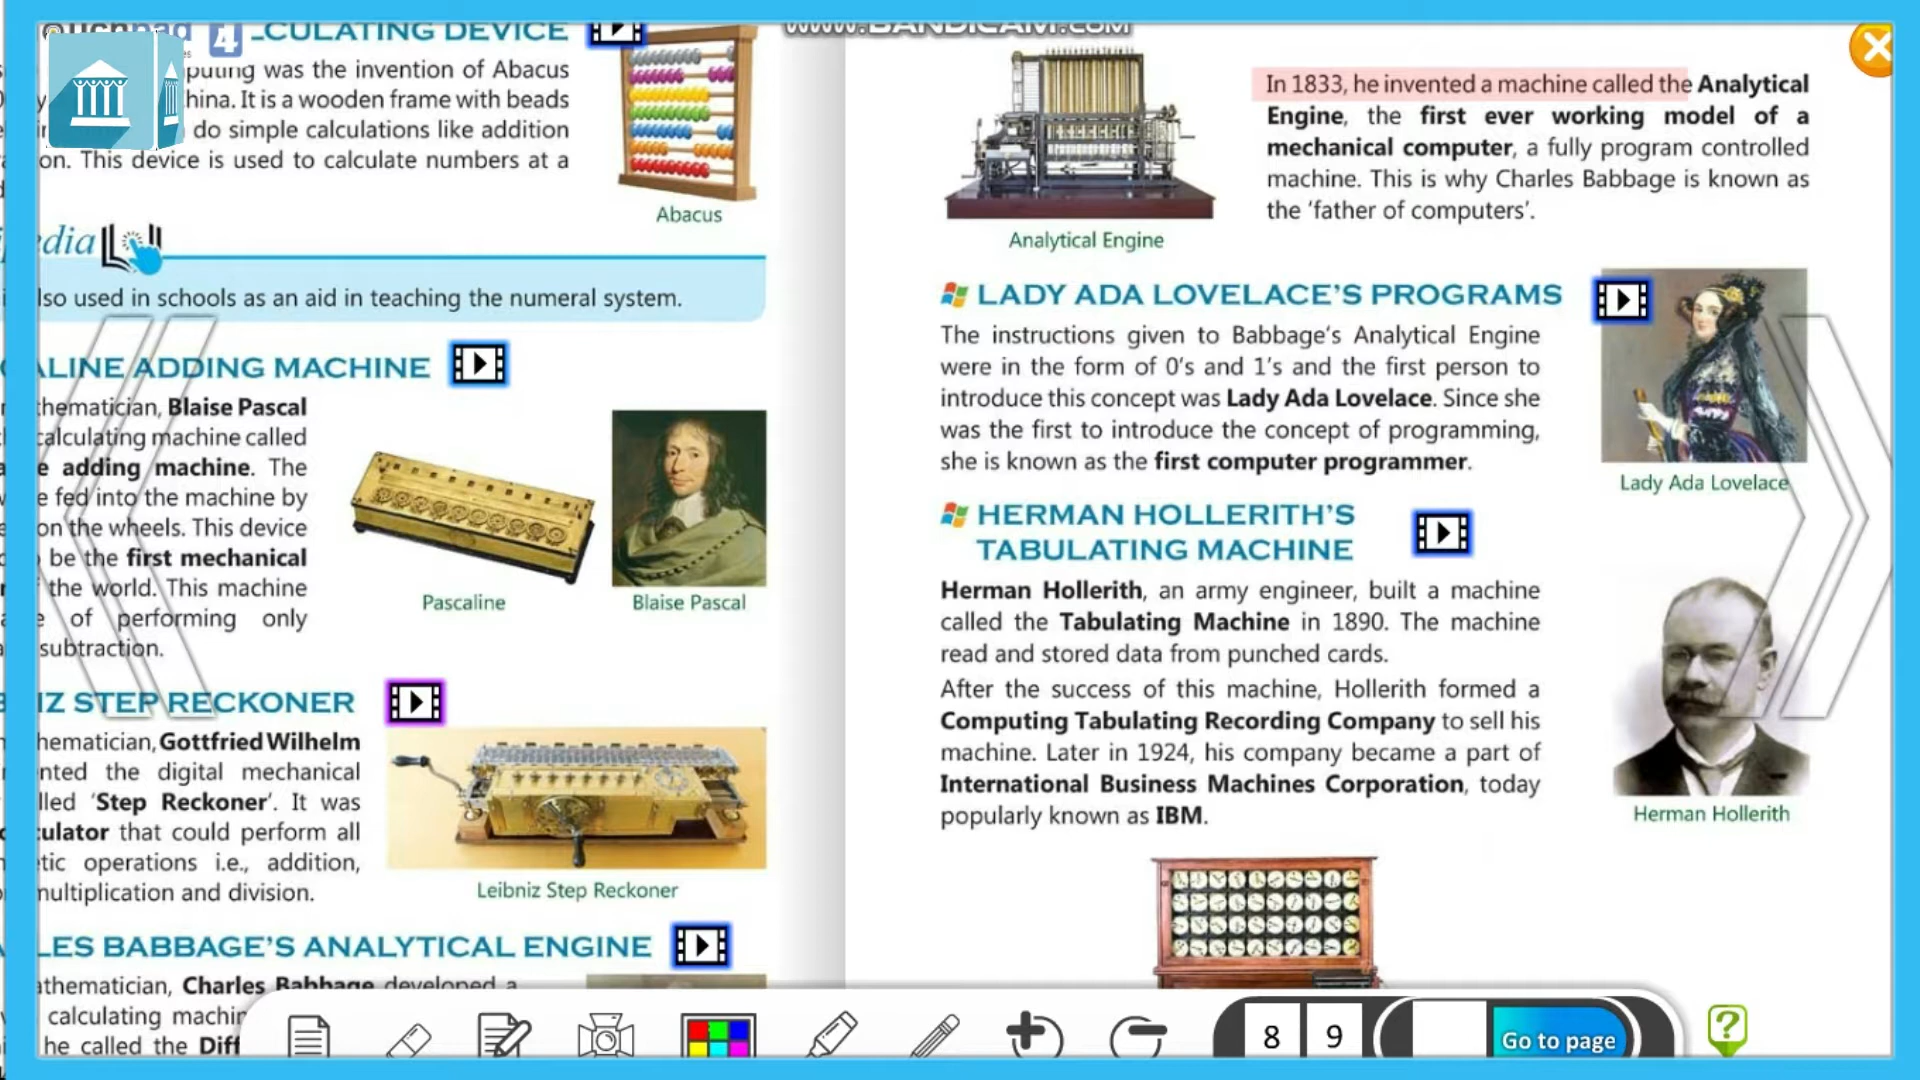 CULATING DEVICE
4
puting was the invention of Abacus
hina. It is a wooden frame with beads
do simple calculations like addition
on. This device is used to calculate numbers at a
Abacus
dia
lso used in schools as an aid in teaching the numeral system.
ALINE ADDING MACHINE
thematician, Blaise Pascal
calculating machine called
e adding machine. The
e fed into the machine by
on the wheels. This device
be the first mechanical
the world. This machine
e of performing only
subtraction.
Pascaline
Blaise Pascal
IZ STEP RECKONER
hematician, Gottfried Wilhelm
nted the digital mechanical
lled ‘Step Reckoner’. It was
culator that could perform all
etic operations i.e., addition,
multiplication and division.
Leibniz Step Reckoner
LES BABBAGE’S ANALYTICAL ENGINE
athematician, Charles Babbage developed a
calculating machin
he called the Diff
WWW.BANDICAM.COM
In 1833, he invented a machine called the Analytical
Engine, the first ever working model of a
mechanical computer, a fully program controlled
machine. This is why Charles Babbage is known as
the ‘father of computers’.
Analytical Engine
LADY ADA LOVELACE’S PROGRAMS
The instructions given to Babbage’s Analytical Engine
were in the form of 0’s and 1’s and the first person to
introduce this concept was Lady Ada Lovelace. Since she
was the first to introduce the concept of programming,
she is known as the first computer programmer.
Lady Ada Lovelace
HERMAN HOLLERITH’S
TABULATING MACHINE
Herman Hollerith, an army engineer, built a machine
called the Tabulating Machine in 1890. The machine
read and stored data from punched cards.
After the success of this machine, Hollerith formed a
Computing Tabulating Recording Company to sell his
machine. Later in 1924, his company became a part of
International Business Machines Corporation, today
popularly known as IBM.
Herman Hollerith
8 9
Go to page
?